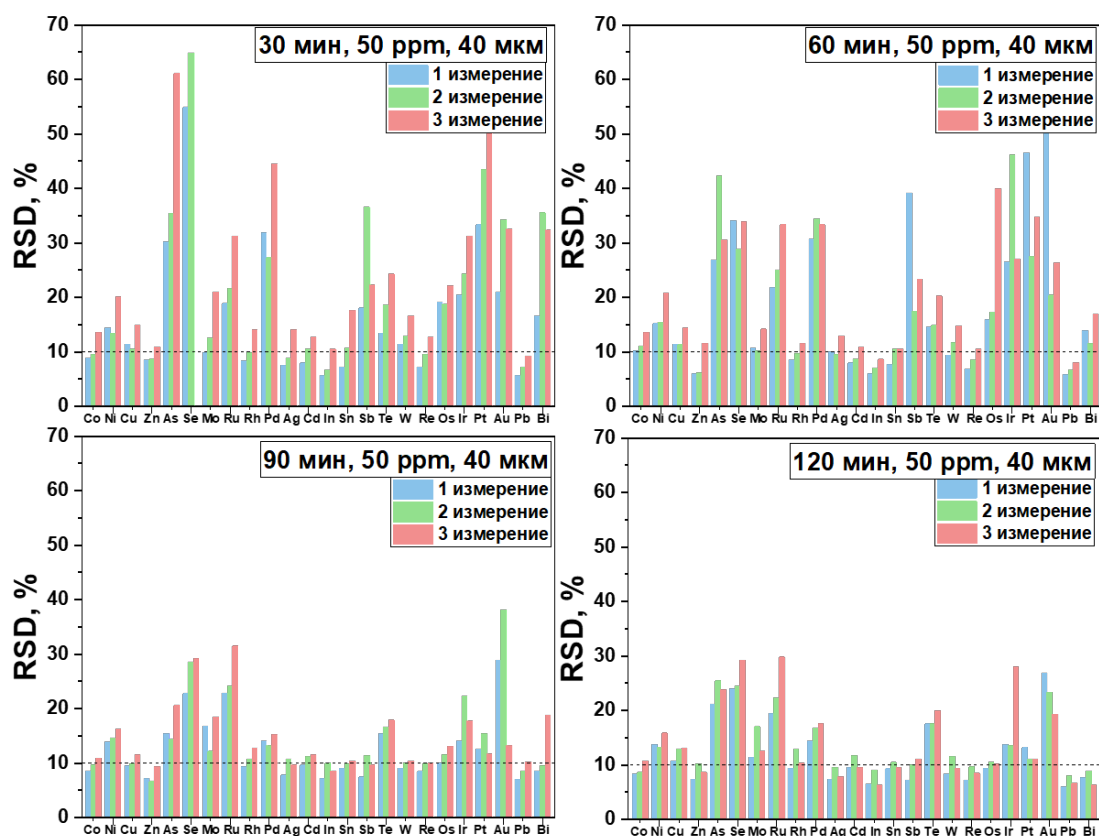 30 мин, 50 ppm, 40 мкм
1 измерение
2 измерение
3 измерение
RSD, %
70
60
50
40
30
20
10
0
Co Ni Cu Zn As Se Mo Ru Rh Pd Ag Cd In Sn Sb Te W Re Os Ir Pt Au Pb Bi
60 мин, 50 ppm, 40 мкм
1 измерение
2 измерение
3 измерение
RSD, %
70
60
50
40
30
20
10
0
Co Ni Cu Zn As Se Mo Ru Rh Pd Ag Cd In Sn Sb Te W Re Os Ir Pt Au Pb Bi
90 мин, 50 ppm, 40 мкм
1 измерение
2 измерение
3 измерение
RSD, %
70
60
50
40
30
20
10
0
Co Ni Cu Zn As Se Mo Ru Rh Pd Ag Cd In Sn Sb Te W Re Os Ir Pt Au Pb Bi
120 мин, 50 ppm, 40 мкм
1 измерение
2 измерение
3 измерение
RSD, %
70
60
50
40
30
20
10
0
Co Ni Cu Zn As Se Mo Ru Rh Pd Ag Cd In Sn Sb Te W Re Os Ir Pt Au Pb Bi